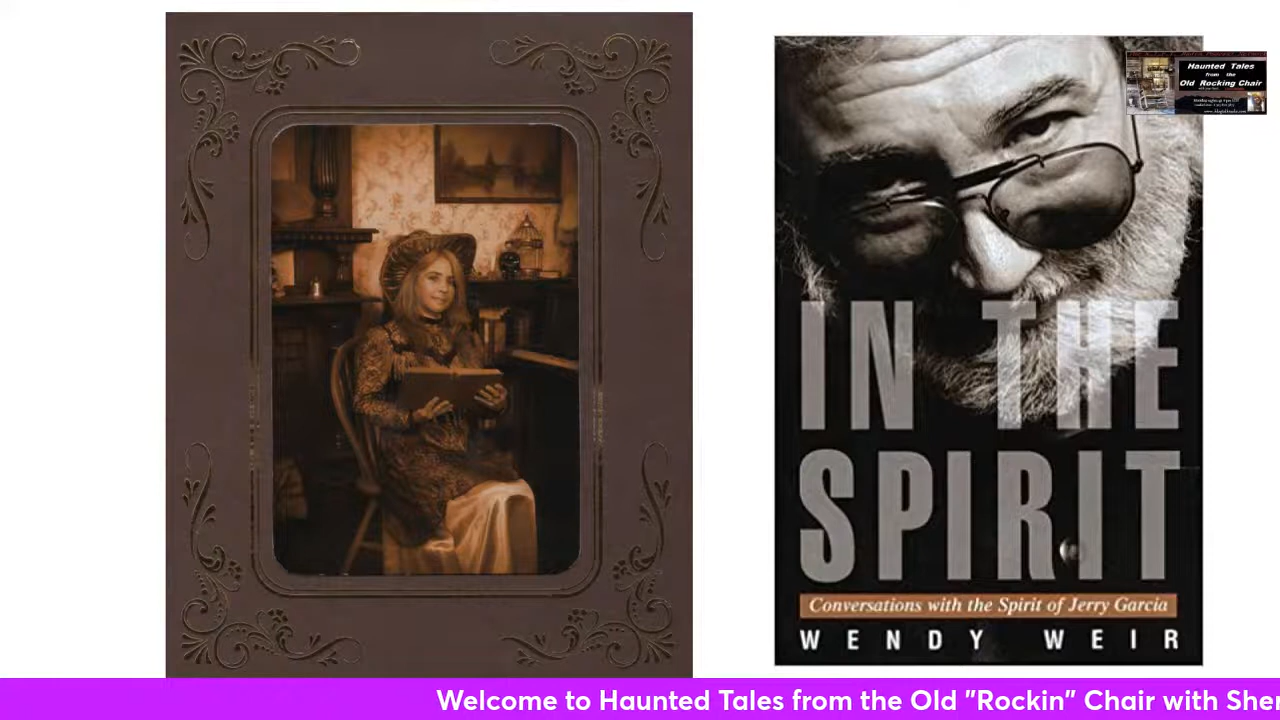 Haunted Tales
from the
Old Rocking Chair
IN THE
SPIRIT
Conversations with the Spirit of Jerry Garcia
WENDY WEIR
Welcome to Haunted Tales from the Old "Rockin" Chair with Sher